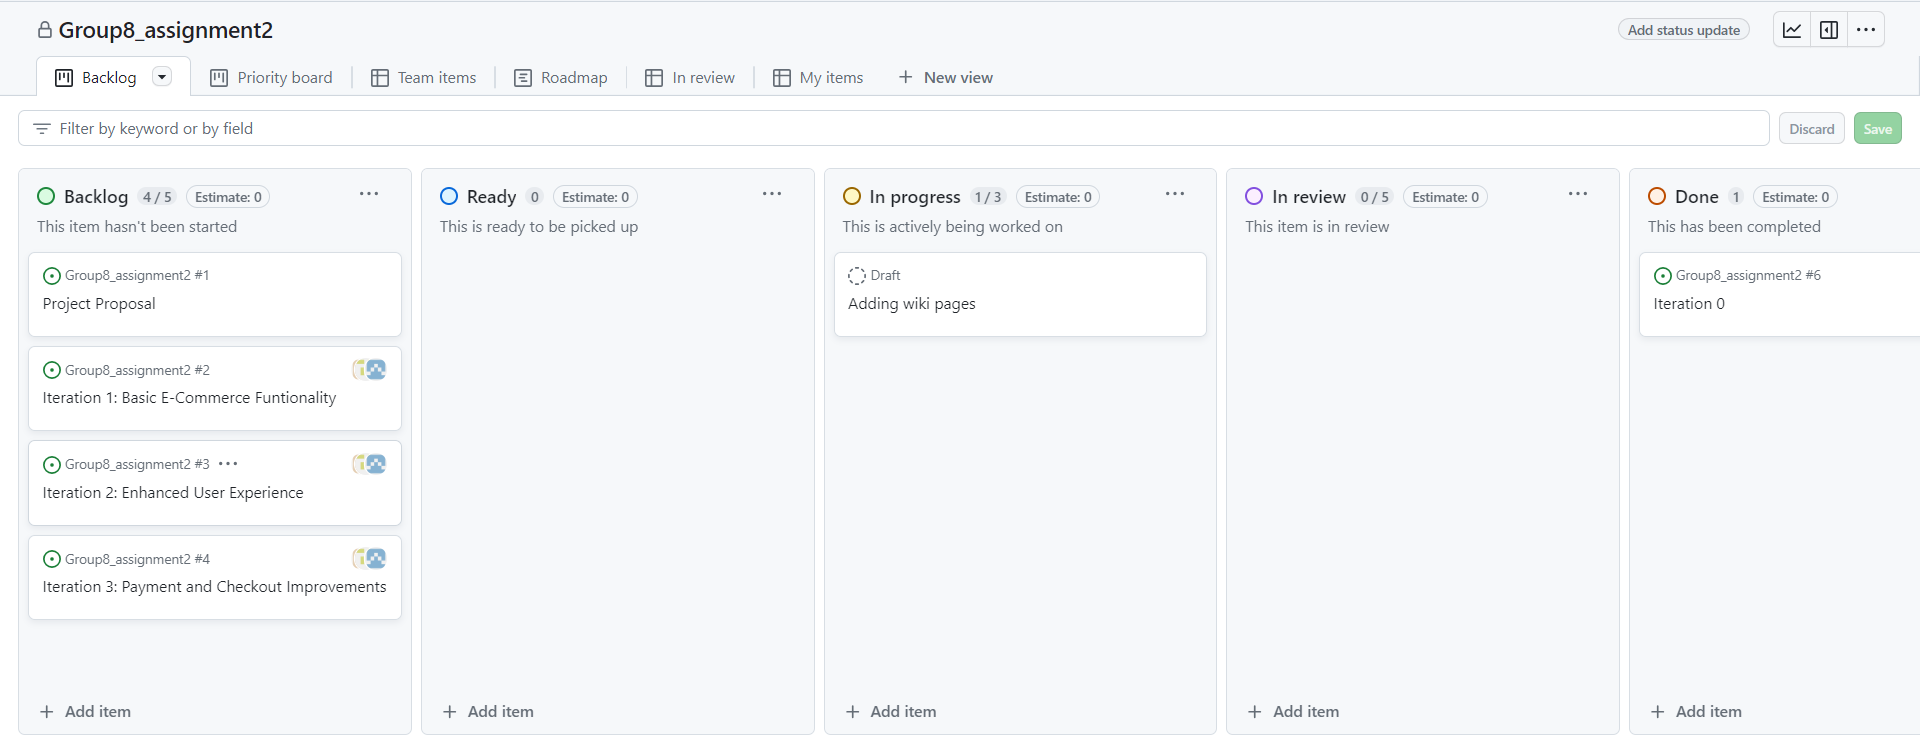 Group8_assignment2
Add status update
Backlog
Priority board
Team items
Roadmap
In review
My items
New view
Filter by keyword or by field
Discard
Save
Backlog 4 / 5 Estimate: 0
This item hasn't been started
Group8_assignment2 #1
Project Proposal
Group8_assignment2 #2
Iteration 1: Basic E-Commerce Funtionality
Group8_assignment2 #3
Iteration 2: Enhanced User Experience
Group8_assignment2 #4
Iteration 3: Payment and Checkout Improvements
Add item
Ready 0 Estimate: 0
This is ready to be picked up
Add item
In progress 1 / 3 Estimate: 0
This is actively being worked on
Draft
Adding wiki pages
Add item
In review 0 / 5 Estimate: 0
This item is in review
Add item
Done 1 Estimate: 0
This has been completed
Group8_assignment2 #6
Iteration 0
Add item